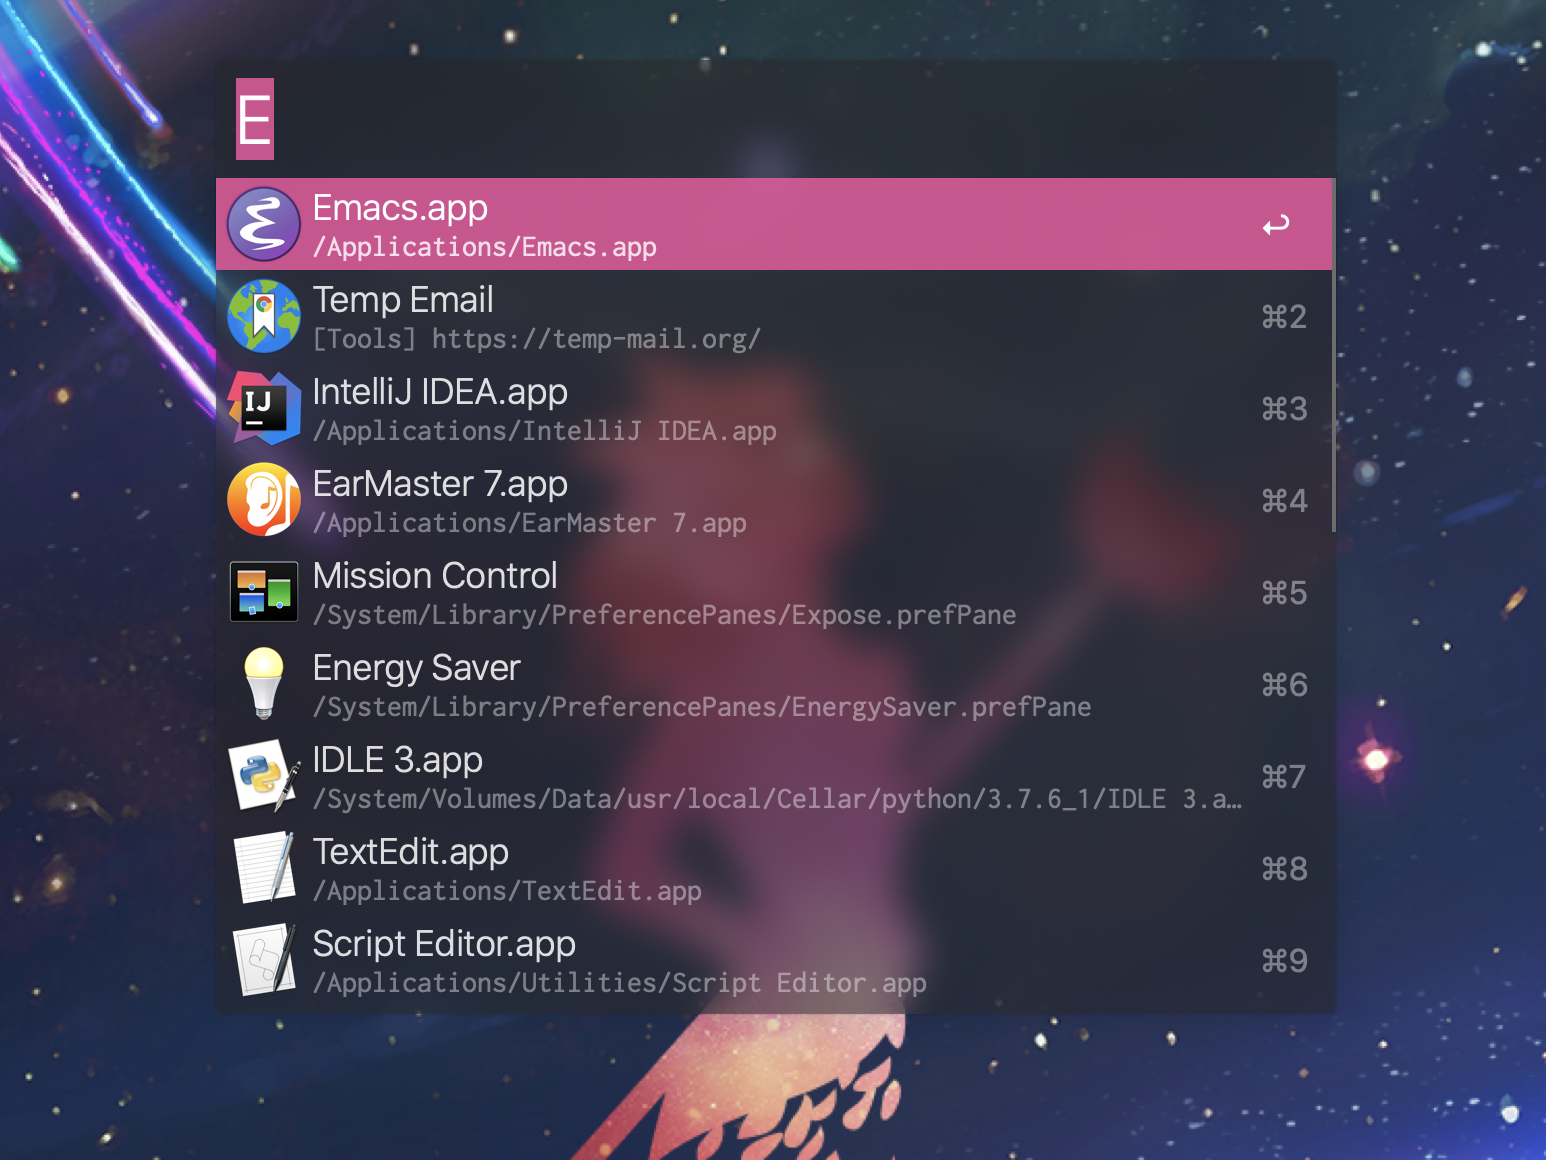 E
Emacs.app
/Applications/Emacs.app
Temp Email
[Tools] https://temp-mail.org/
⌘2
IJ
IntelliJ IDEA.app
/Applications/IntelliJ IDEA.app
⌘3
EarMaster 7.app
/Applications/EarMaster 7.app
⌘4
Mission Control
/System/Library/PreferencePanes/Expose.prefPane
⌘5
Energy Saver
/System/Library/PreferencePanes/EnergySaver.prefPane
⌘6
IDLE 3.app
/System/Volumes/Data/usr/local/Cellar/python/3.7.6_1/IDLE 3.a…
⌘7
TextEdit.app
/Applications/TextEdit.app
⌘8
Script Editor.app
/Applications/Utilities/Script Editor.app
⌘9